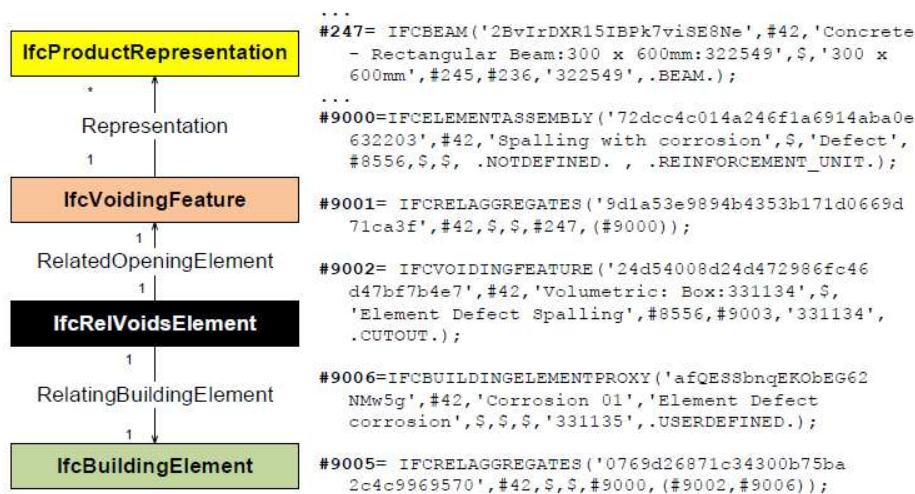 IfcProductRepresentation
*
Representation
1
IfcVoidingFeature
1
RelatedOpeningElement
1
IfcRelVoidsElement
1
RelatingBuildingElement
1
IfcBuildingElement
...
#247= IFCBEAM('2BvIrDXR15IBPk7viSE8Ne',#42,'Concrete
- Rectangular Beam:300 x 600mm:322549',$,'300 x
600mm',#245,#236,'322549',.BEAM.);
...
#9000=IFCELEMENTASSEMBLY('72dcc4c014a246f1a6914aba0e
632203',#42,'Spalling with corrosion',$,'Defect',
#8556,$,$, .NOTDEFINED. , .REINFORCEMENT_UNIT.);
#9001= IFCRELAGGREGATES('9d1a53e9894b4353b171d0669d
71ca3f',#42,$,$,#247,(#9000));
#9002= IFCVOIDINGFEATURE('24d54008d24d472986fc46
d47bf7b4e7',#42,'Volumetric: Box:331134',$,
'Element Defect Spalling',#8556,#9003,'331134',
.CUTOUT.);
#9006=IFCBUILDINGELEMENTPROXY('afQESSbnqEKObEG62
NMw5g',#42,'Corrosion 01','Element Defect
corrosion',$,$,$,'331135',.USERDEFINED.);
#9005= IFCRELAGGREGATES('0769d26871c34300b75ba
2c4c9969570',#42,$,$,#9000,(#9002,#9006));